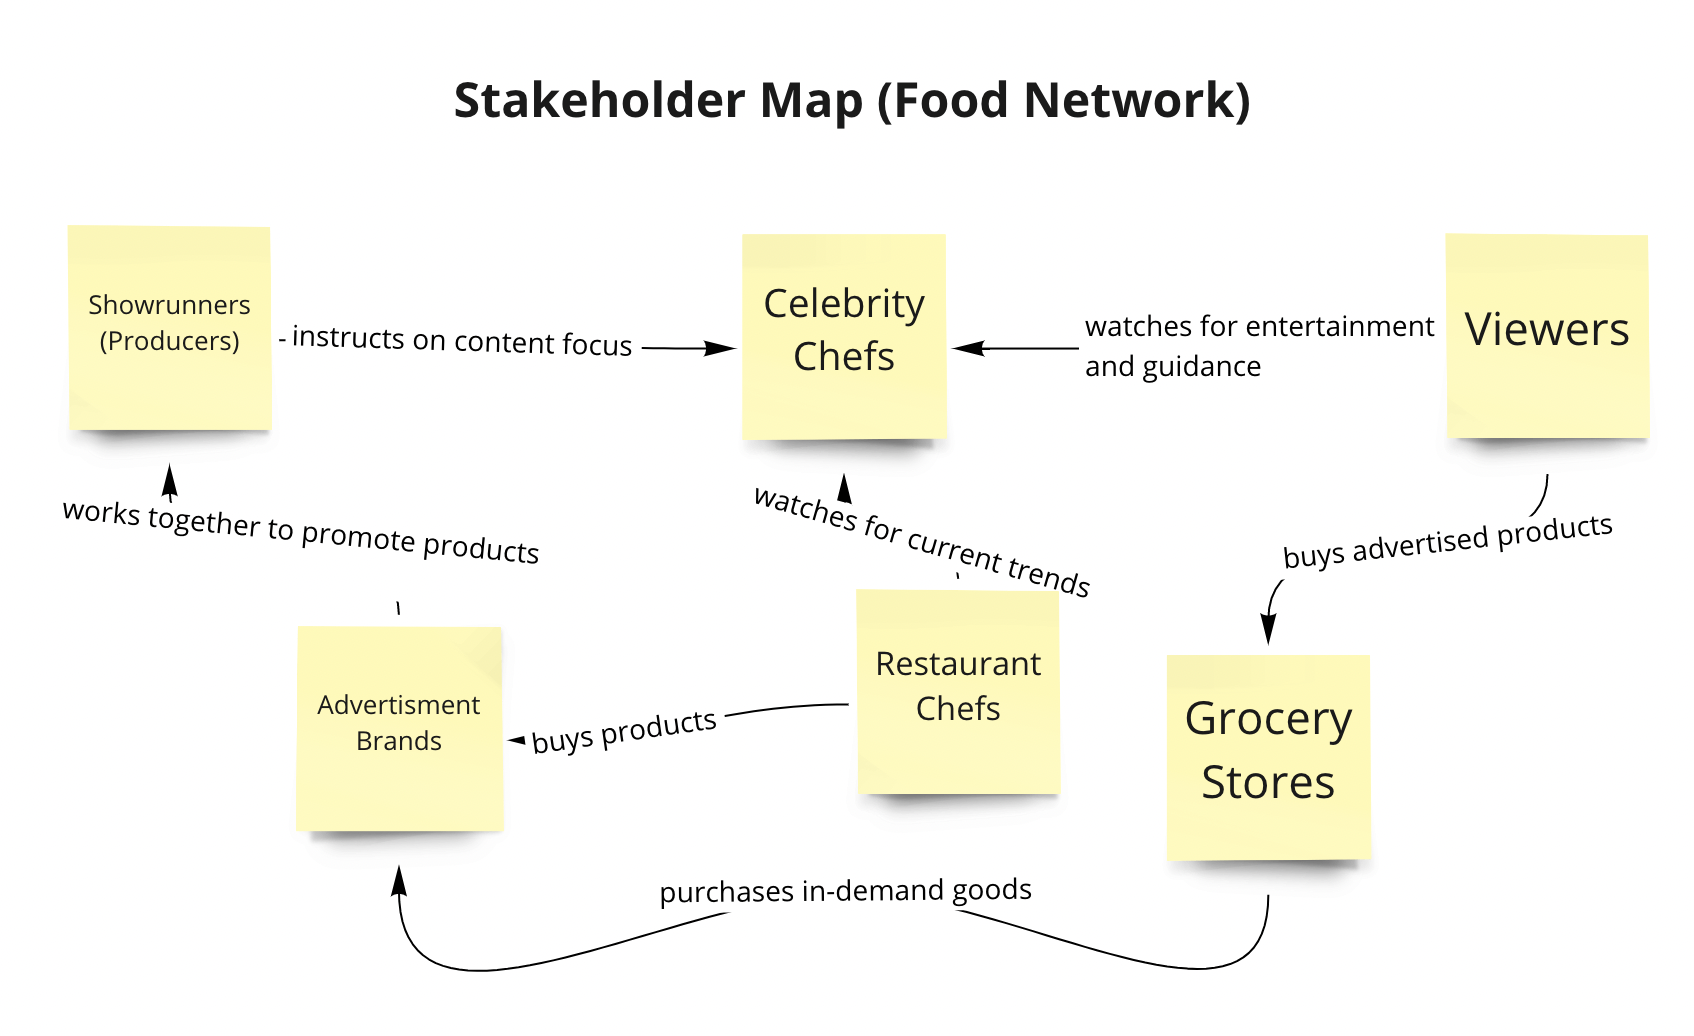 Stakeholder Map (Food Network)
Showrunners
(Producers)
instructs on content focus
Celebrity
Chefs
watches for entertainment
and guidance
Viewers
works together to promote products
watches for current trends
buys advertised products
Advertisment
Brands
buys products
Restaurant
Chefs
Grocery
Stores
purchases in-demand goods